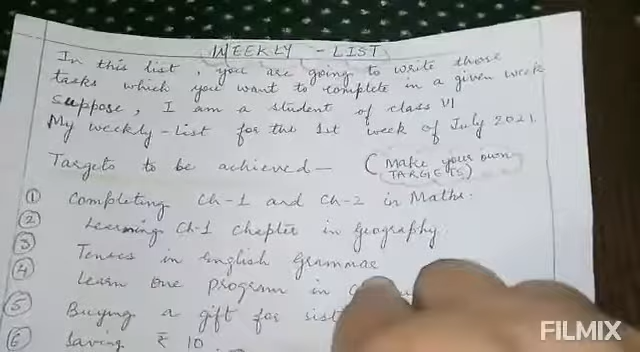 WEEKLY - LIST
In this list, you are going to write those
tasks which you want to complete in a given week
suppose, I am a student of class VI
My weekly-List for the 1st week of July 2021.
Targets to be achieved — (Make your own
TARGETS)
① Completing Ch-1 and Ch-2 in Maths.
② Learning Ch-1 chapter in Geography.
③ Tenses in English Grammar
④ Learn One program in
⑤ Buying a gift for
⑥ Saving ₹ 10
FILMIX